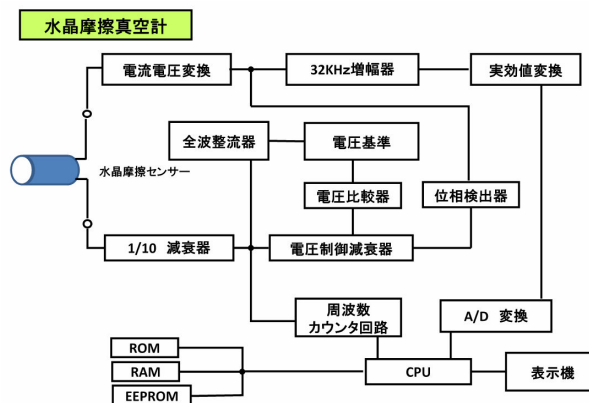 水晶摩擦真空計
電流電圧変換
32KHz増幅器
実効値変換
全波整流器
電圧基準
水晶摩擦センサー
電圧比較器
位相検出器
1/10 減衰器
電圧制御減衰器
周波数
カウンタ回路
A/D 変換
ROM
RAM
EEPROM
CPU
表示機